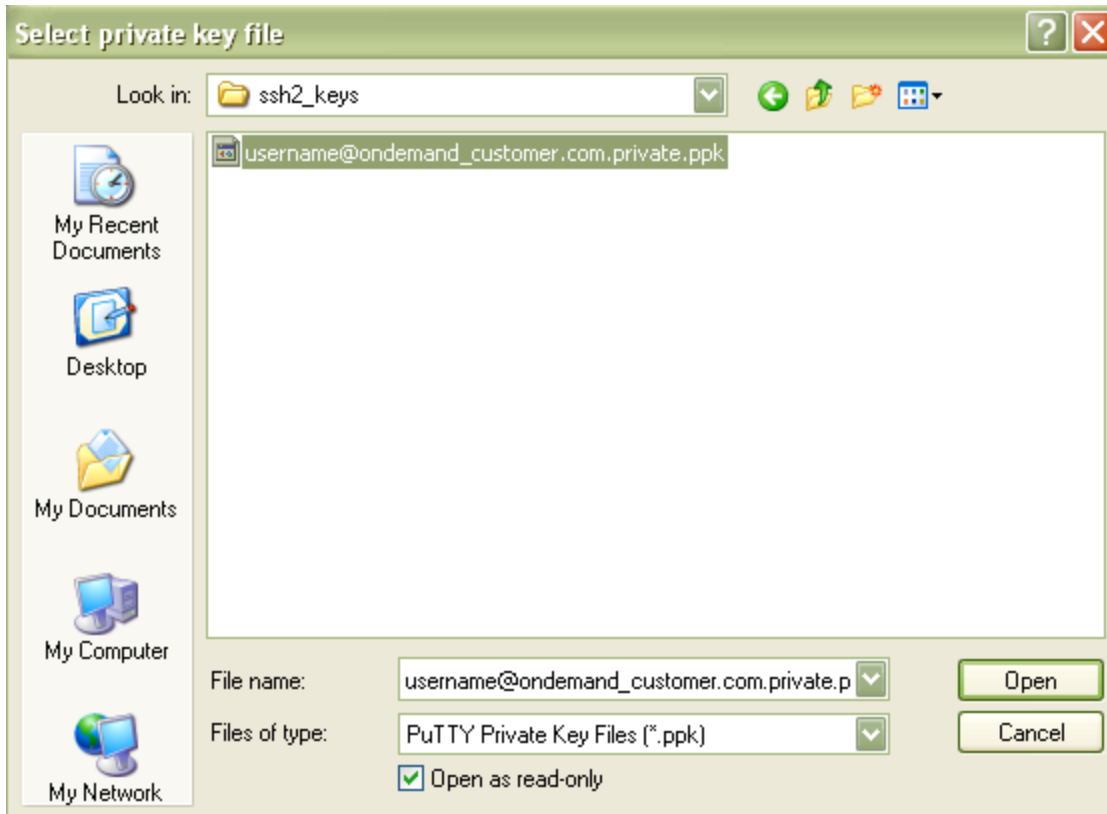 Select private key file
Look in:
ssh2_keys
username@ondemand_customer.com.private.ppk
My Recent
Documents
Desktop
My Documents
My Computer
My Network
File name:
username@ondemand_customer.com.private.p
Open
Files of type:
PuTTY Private Key Files (*.ppk)
Cancel
Open as read-only